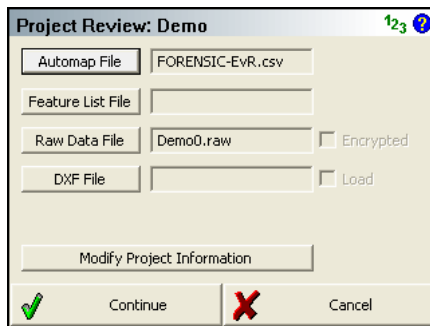 Project Review: Demo 123 ?
Automap File FORENSIC-EvR.csv
Feature List File
Raw Data File Demo0.raw Encrypted
DXF File Load
Modify Project Information
Continue Cancel